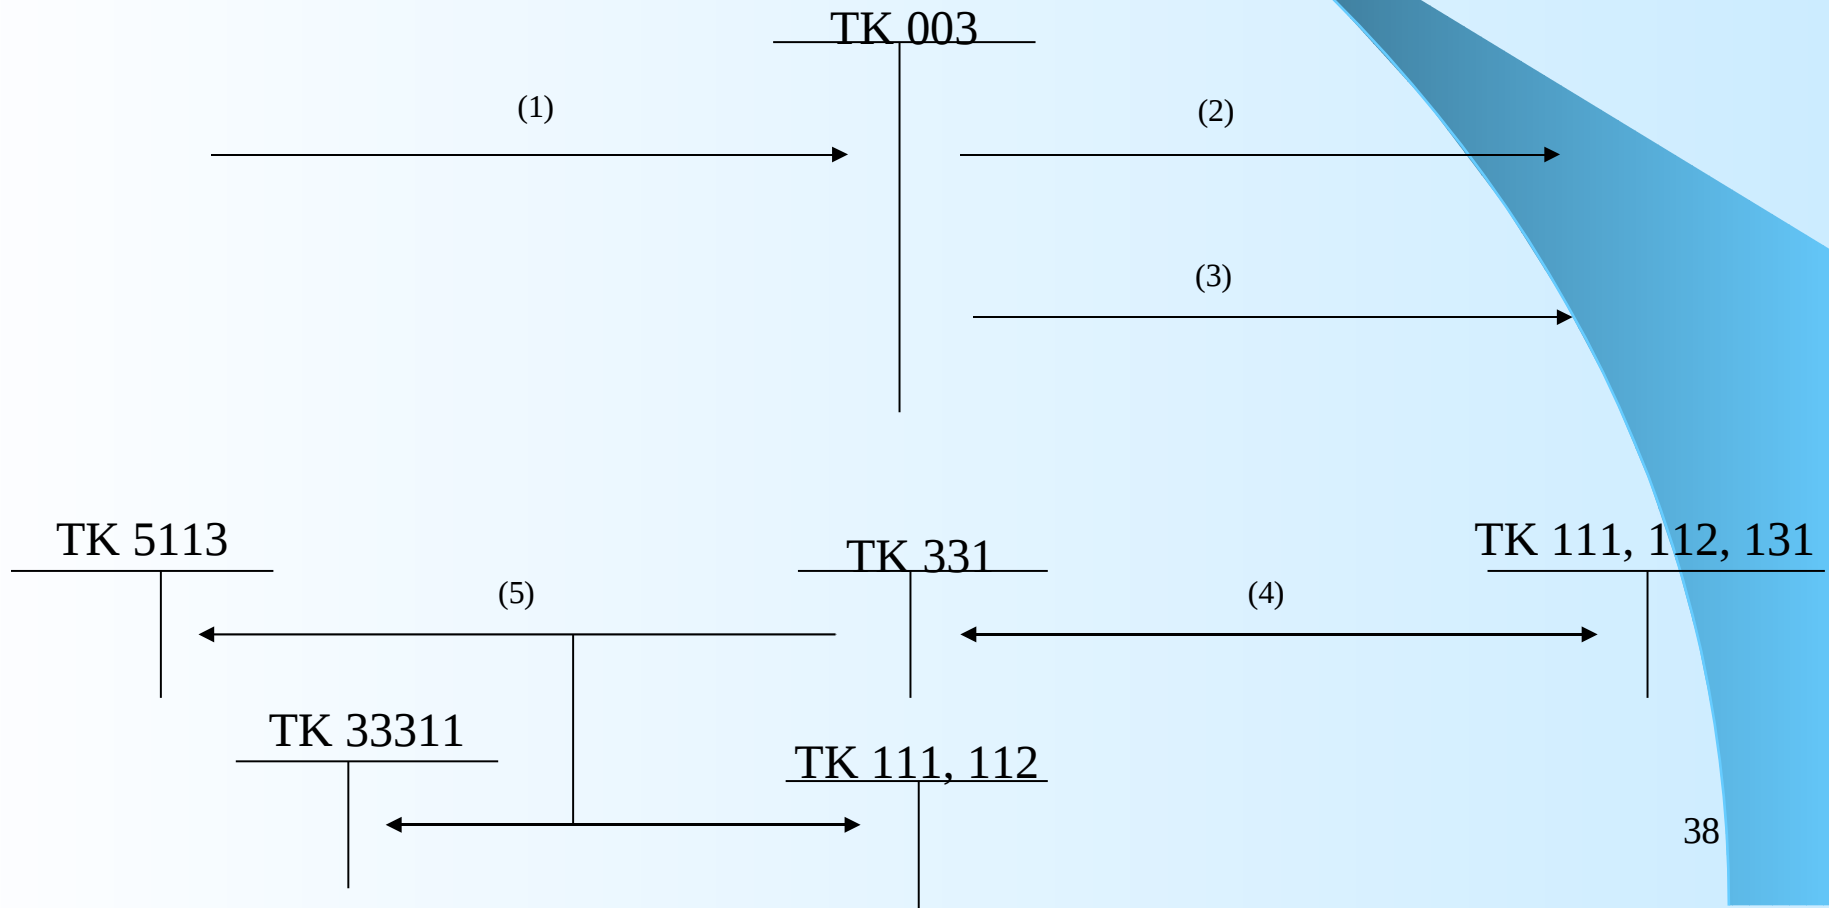 TK 003
(1)
(2)
(3)
TK 5113
TK 331
TK 111, 112, 131
(5)
(4)
TK 33311
TK 111, 112
38